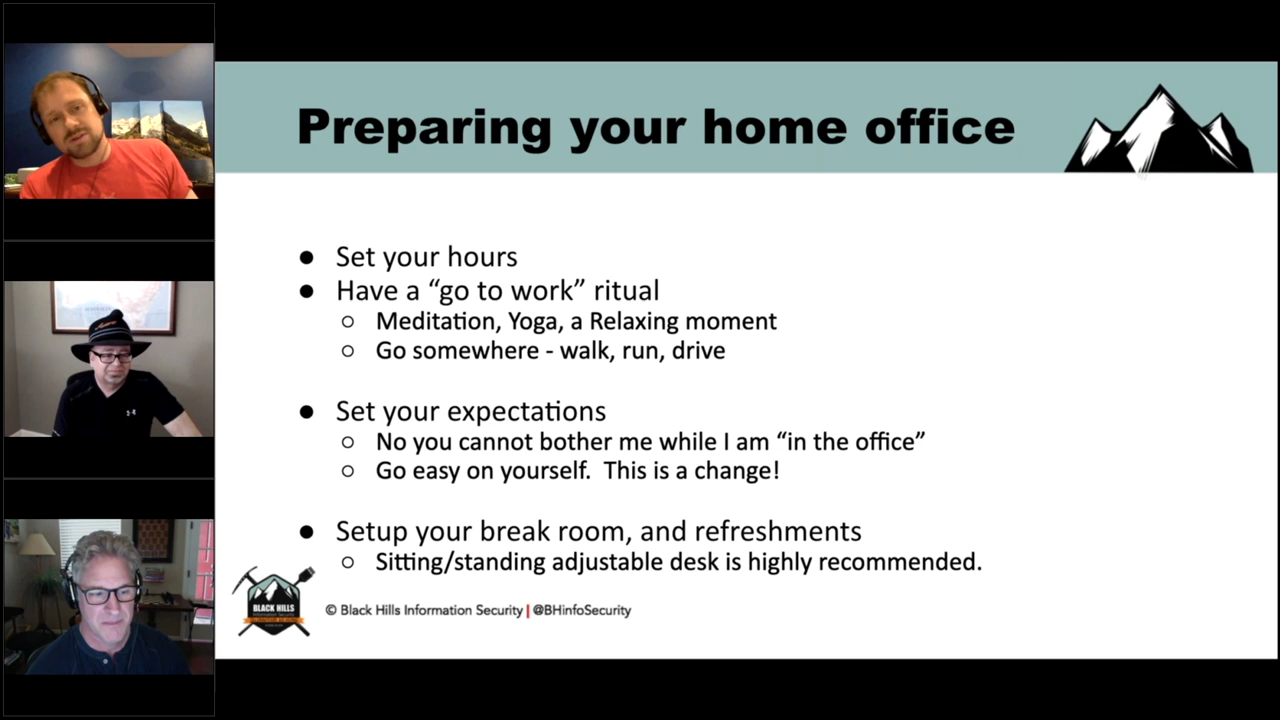 Preparing your home office
● Set your hours
● Have a “go to work” ritual
○ Meditation, Yoga, a Relaxing moment
○ Go somewhere - walk, run, drive
● Set your expectations
○ No you cannot bother me while I am “in the office”
○ Go easy on yourself.  This is a change!
● Setup your break room, and refreshments
○ Sitting/standing adjustable desk is highly recommended.
BLACK HILLS
Information Security
© Black Hills Information Security | @BHinfoSecurity